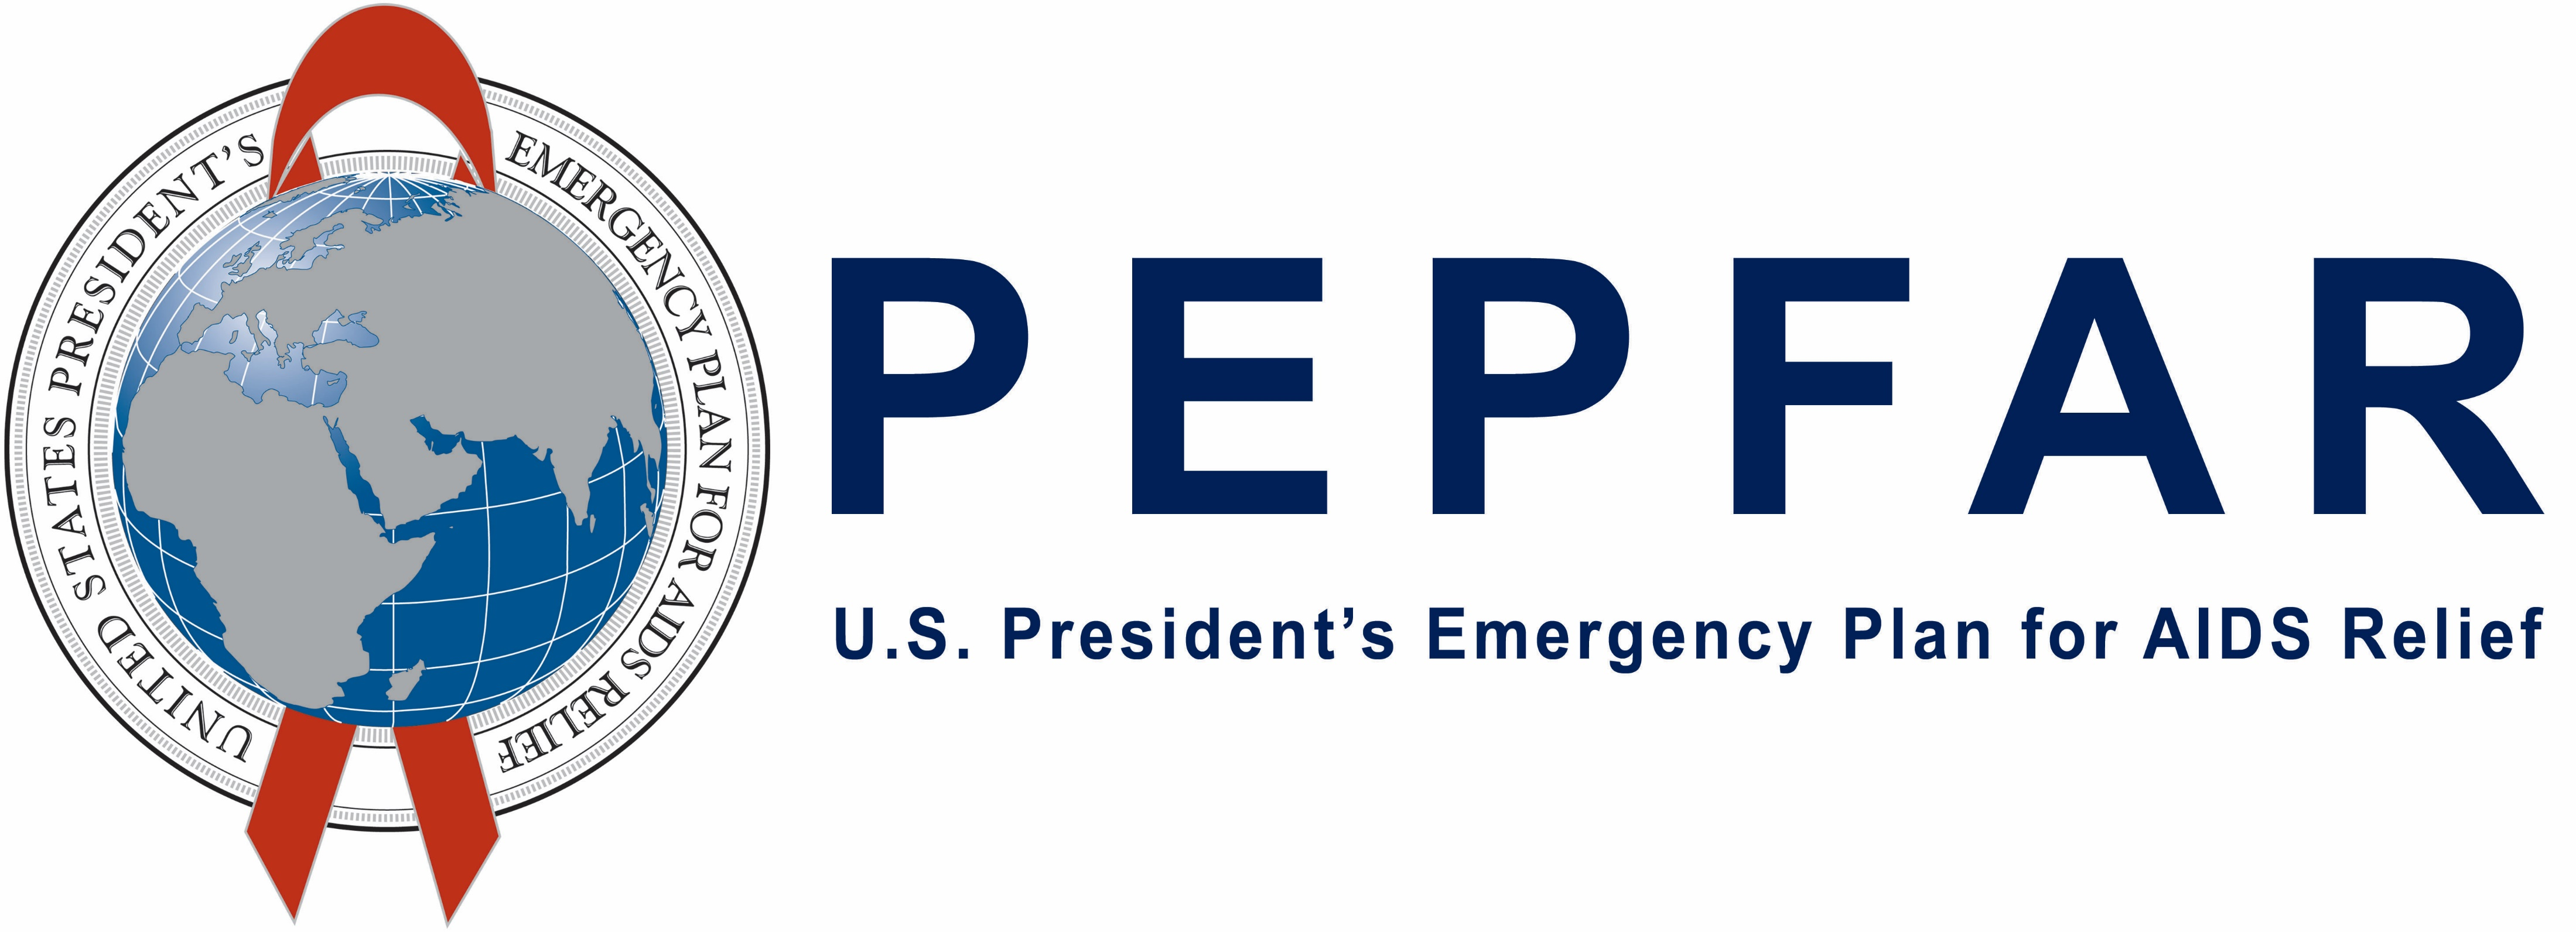 UNITED STATES PRESIDENT'S EMERGENCY PLAN FOR AIDS RELIEF
PEPFAR
U.S. President’s Emergency Plan for AIDS Relief